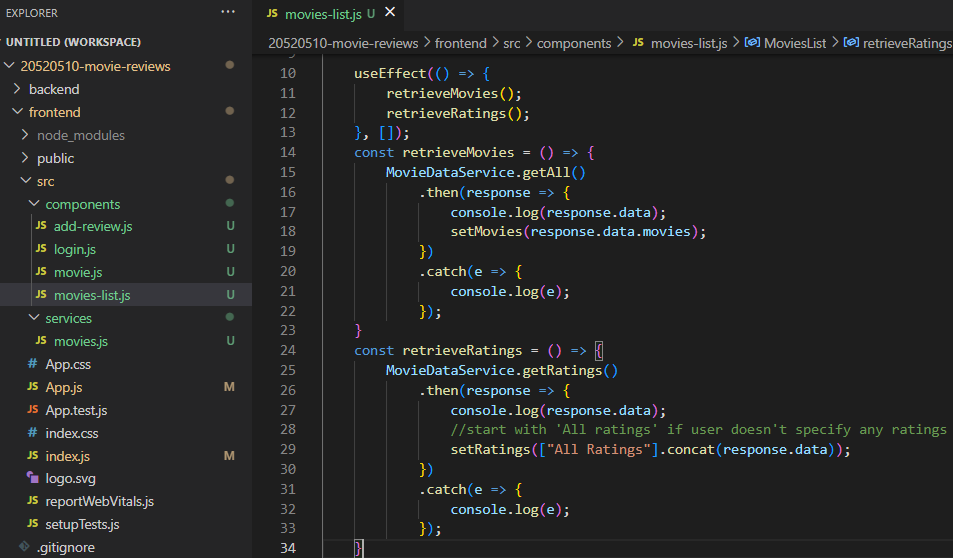 EXPLORER
UNTITLED (WORKSPACE)
20520510-movie-reviews
backend
frontend
node_modules
public
src
components
JS add-review.js U
JS login.js U
JS movie.js U
JS movies-list.js U
services
JS movies.js U
# App.css
JS App.js M
JS App.test.js
# index.css
JS index.js M
logo.svg
JS reportWebVitals.js
JS setupTests.js
.gitignore
JS movies-list.js U
20520510-movie-reviews > frontend > src > components > JS movies-list.js > MoviesList > retrieveRatings
10 useEffect(() => {
11 retrieveMovies();
12 retrieveRatings();
13 }, []);
14 const retrieveMovies = () => {
15 MovieDataService.getAll()
16 .then(response => {
17 console.log(response.data);
18 setMovies(response.data.movies);
19 })
20 .catch(e => {
21 console.log(e);
22 });
23 }
24 const retrieveRatings = () => {
25 MovieDataService.getRatings()
26 .then(response => {
27 console.log(response.data);
28 //start with 'All ratings' if user doesn't specify any ratings
29 setRatings(["All Ratings"].concat(response.data));
30 })
31 .catch(e => {
32 console.log(e);
33 });
34 }